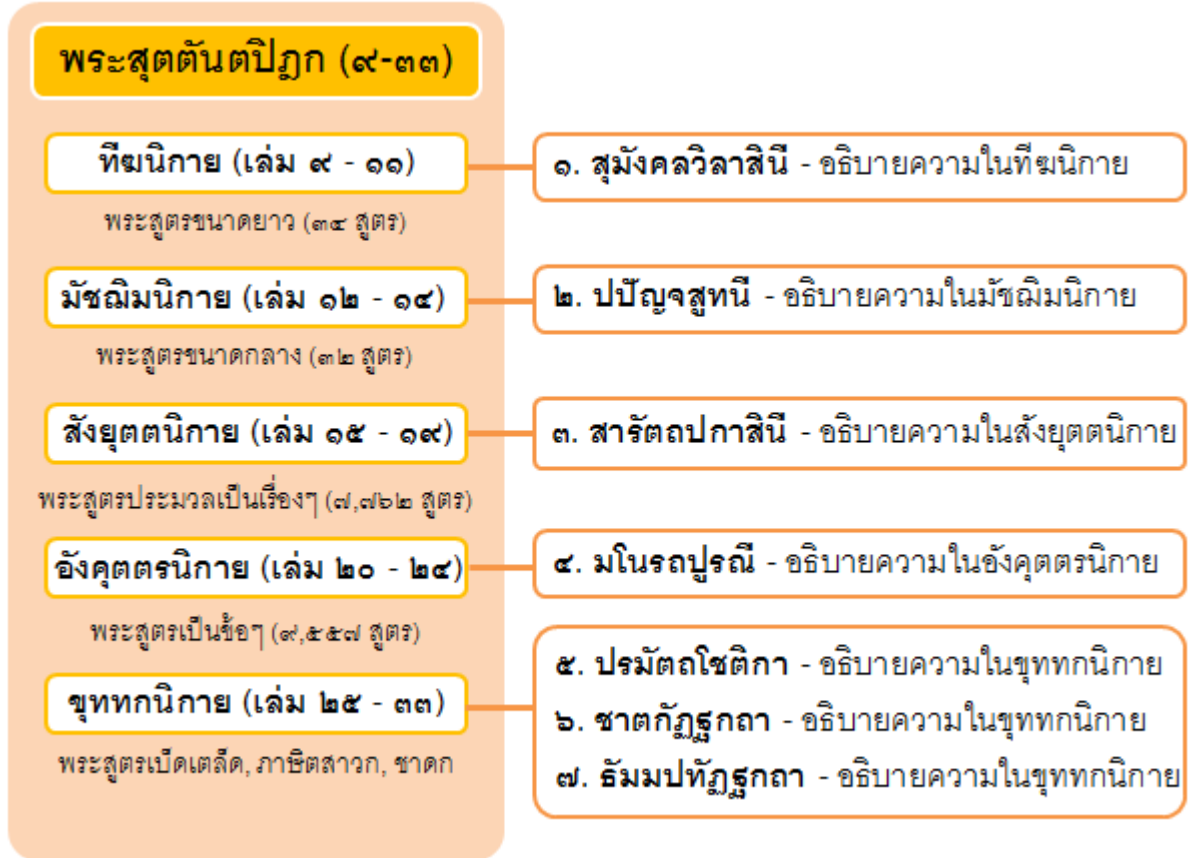 พระสุตตันตปิฎก (๙-๓๓)
ทีฆนิกาย (เล่ม ๙ - ๑๑)
๑. สุมังคลวิลาสินี - อธิบายความในทีฆนิกาย
พระสูตรขนาดยาว (๓๔ สูตร)
มัชฌิมนิกาย (เล่ม ๑๒ - ๑๔)
๒. ปปัญจสูทนี - อธิบายความในมัชฌิมนิกาย
พระสูตรขนาดกลาง (๓๒ สูตร)
สังยุตตนิกาย (เล่ม ๑๕ - ๑๙)
๓. สารัตถปกาสินี - อธิบายความในสังยุตตนิกาย
พระสูตรประมวลเป็นเรื่องๆ (๗,๗๖๒ สูตร)
อังคุตตรนิกาย (เล่ม ๒๐ - ๒๔)
๔. มโนรถปูรณี - อธิบายความในอังคุตตรนิกาย
พระสูตรเป็นข้อๆ (๙,๕๕๗ สูตร)
ขุททกนิกาย (เล่ม ๒๕ - ๓๓)
พระสูตรเบ็ดเตล็ด, ภาษิตสาวก, ชาดก
๕. ปรมัตถโชติกา - อธิบายความในขุททกนิกาย
๖. ชาตกัฏฐกถา - อธิบายความในขุททกนิกาย
๗. ธัมมปทัฏฐกถา - อธิบายความในขุททกนิกาย